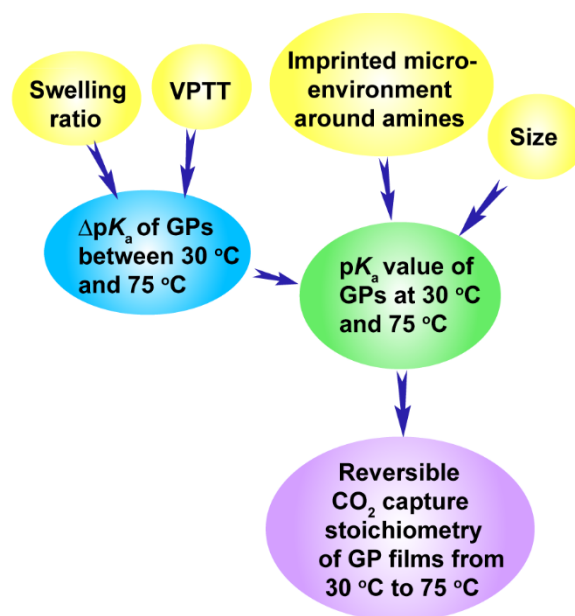 Swelling
ratio
VPTT
Imprinted micro-
environment
around amines
Size
ΔpKₐ of GPs
between 30 °C
and 75 °C
pKₐ value of
GPs at 30 °C
and 75 °C
Reversible
CO₂ capture
stoichiometry
of GP films from
30 °C to 75 °C